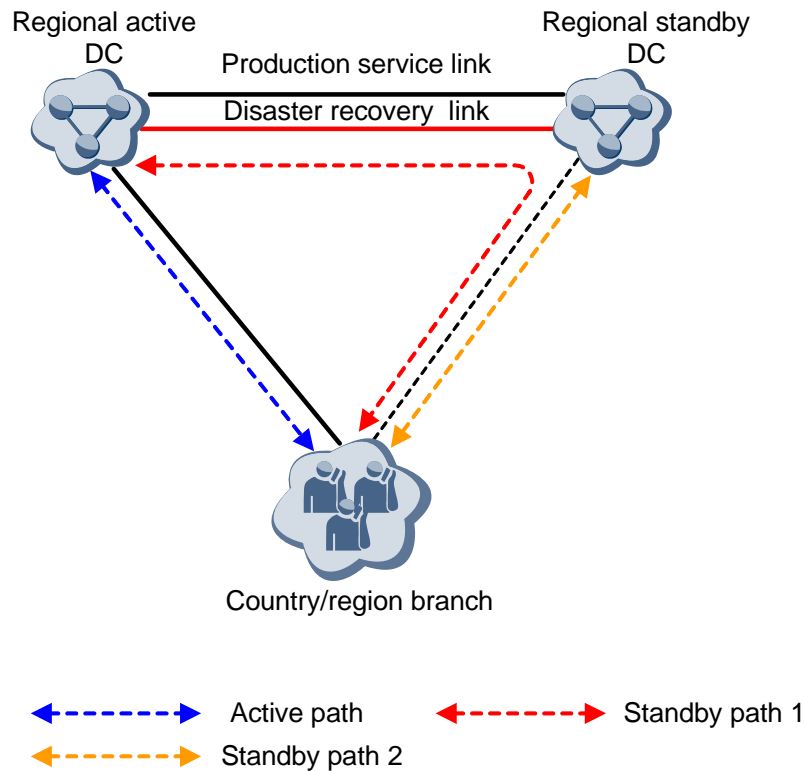 Regional active
DC
Regional standby
DC
Production service link
Disaster recovery link
Country/region branch
Active path
Standby path 1
Standby path 2